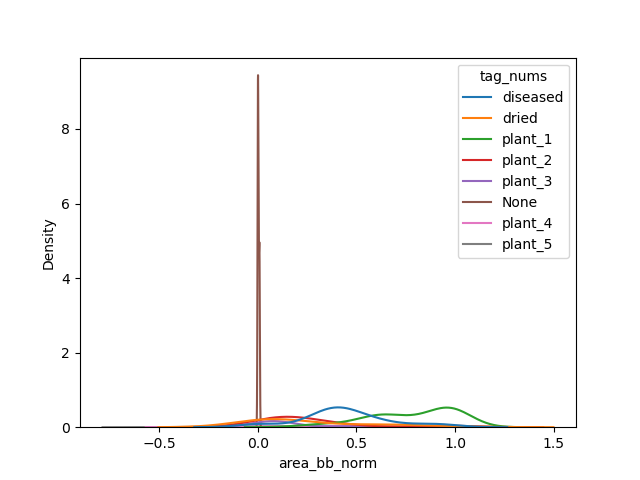 tag_nums
diseased
dried
plant_1
plant_2
plant_3
None
plant_4
plant_5
Density
8
6
4
2
0
−0.5 0.0 0.5 1.0 1.5
area_bb_norm